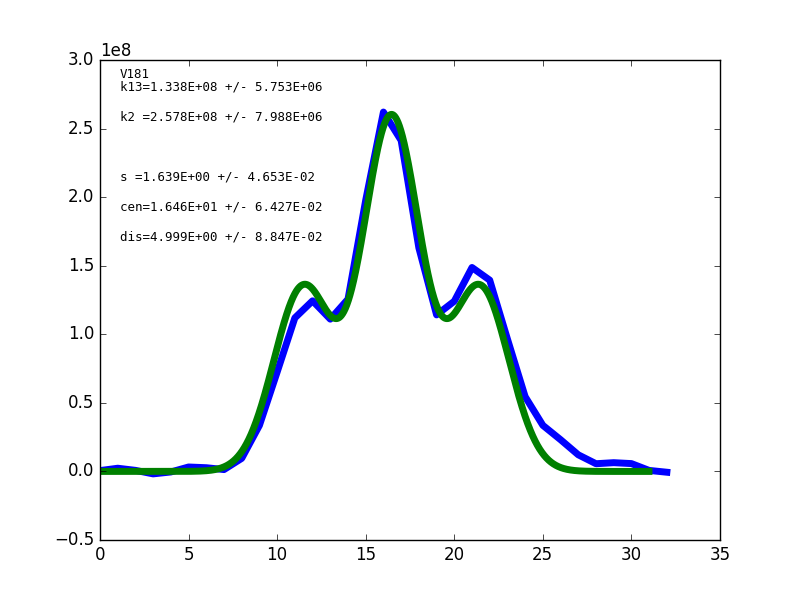 1e8
3.0
V181
k13=1.338E+08 +/- 5.753E+06
k2 =2.578E+08 +/- 7.988E+06
2.5
s =1.639E+00 +/- 4.653E-02
2.0
cen=1.646E+01 +/- 6.427E-02
dis=4.999E+00 +/- 8.847E-02
1.5
1.0
0.5
0.0
−0.5
0 5 10 15 20 25 30 35